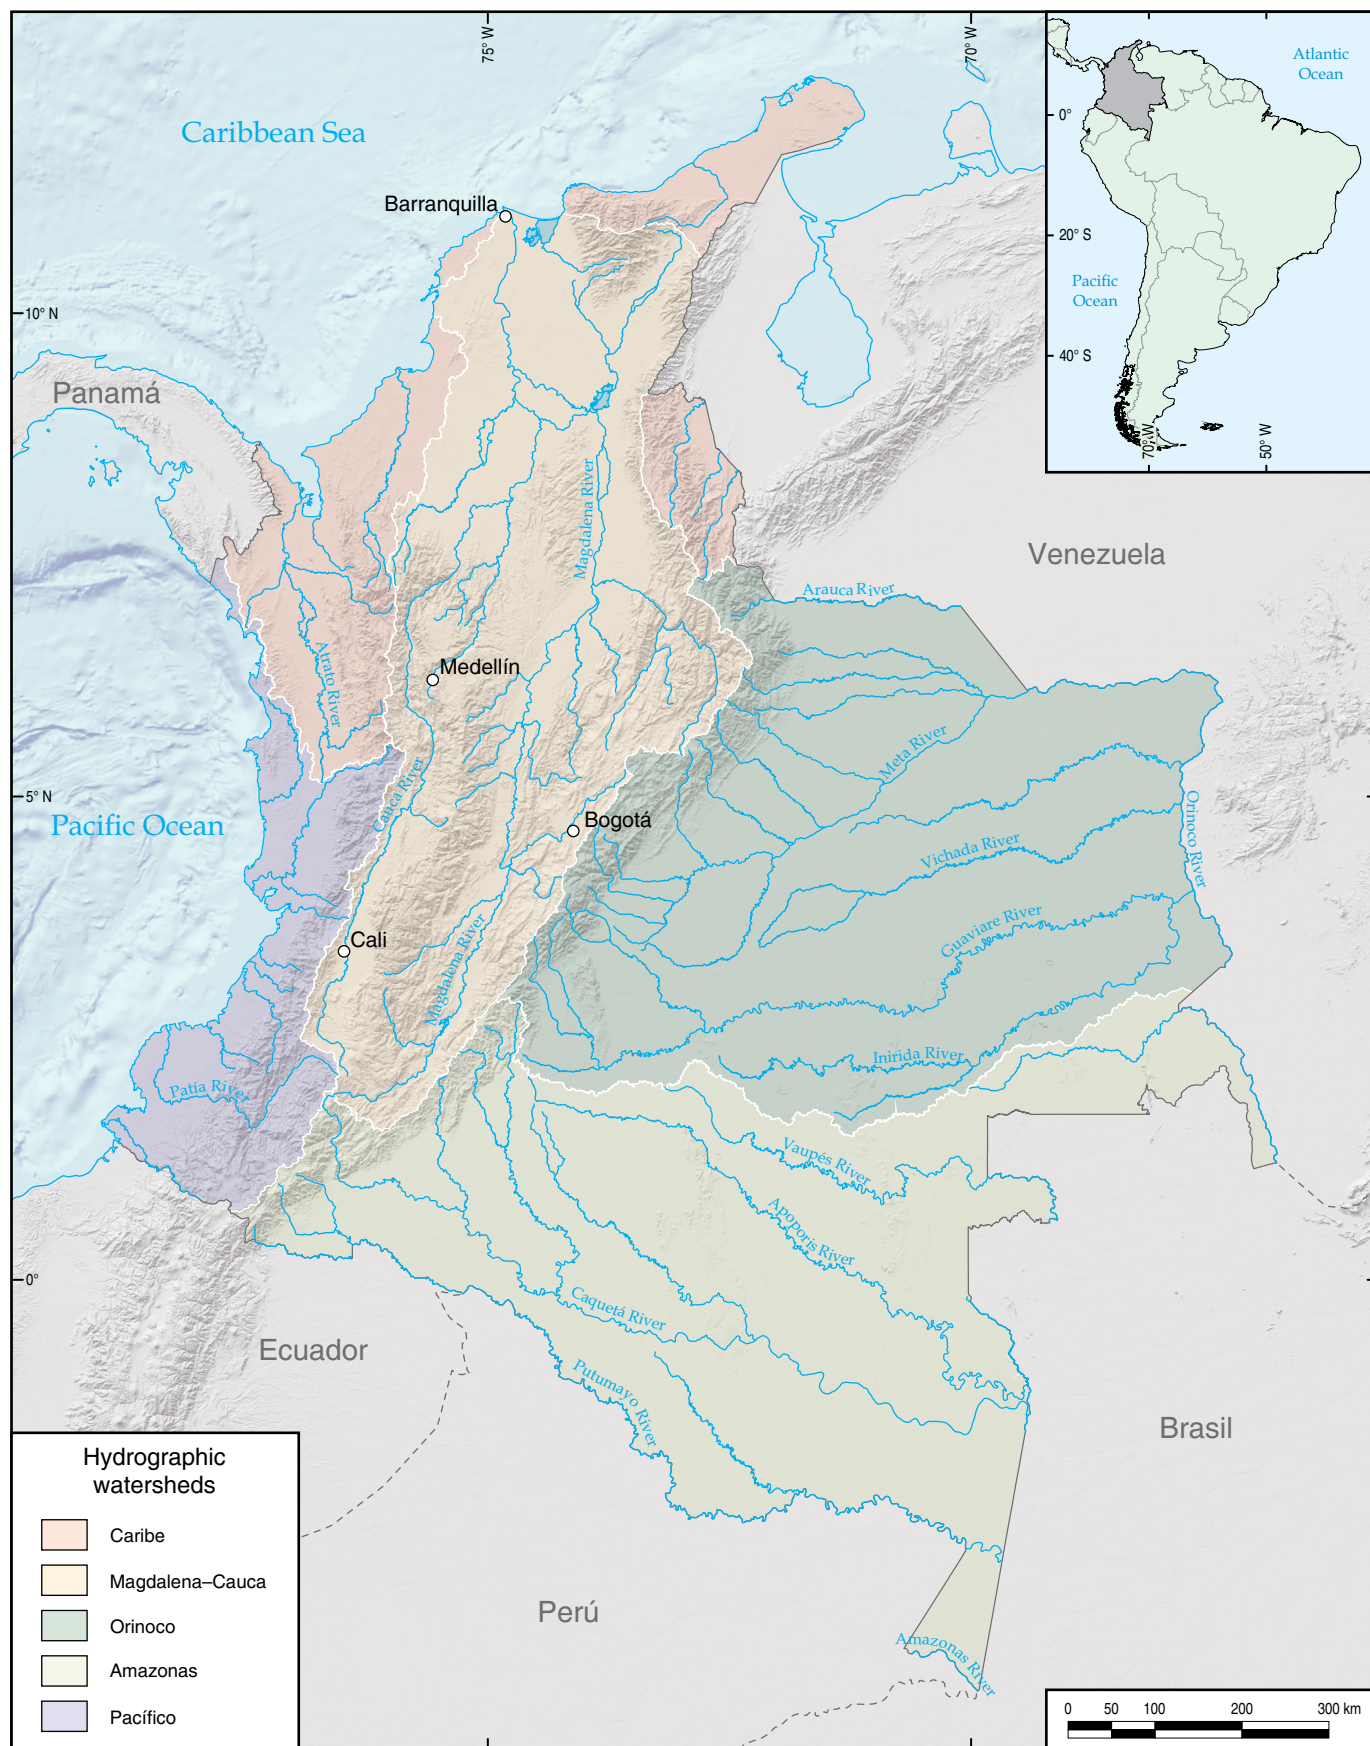 75° W
70° W
Caribbean Sea
Barranquilla
10° N
Panamá
Magdalena River
Venezuela
Arauca River
Atrato River
Medellín
Meta River
Cauca River
5° N
Pacific Ocean
Bogotá
Orinoco River
Vichada River
Guaviare River
Cali
Magdalena River
Inirida River
Patía River
Vaupés River
Apoporis River
0°
Caquetá River
Ecuador
Putumayo River
Brasil
Perú
Amazonas River
Atlantic
Ocean
0°
20° S
Pacific
Ocean
40° S
70° W
50° W
Hydrographic
watersheds
Caribe
Magdalena–Cauca
Orinoco
Amazonas
Pacífico
0 50 100 200 300 km